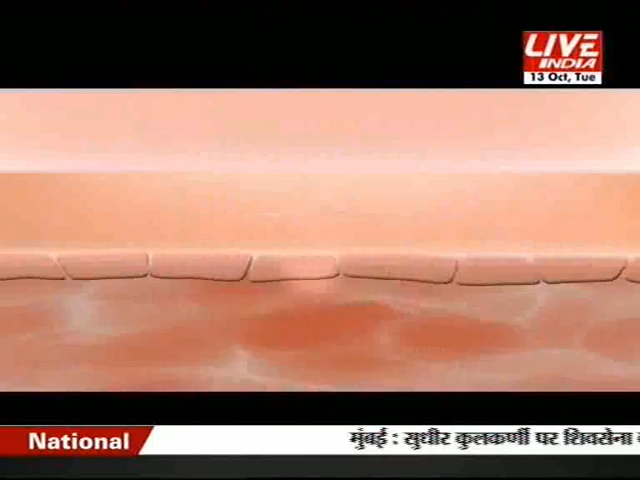 LIVE
INDIA
13 Oct, Tue
National
मुंबई : सुधीर कुलकर्णी पर शिवसेना